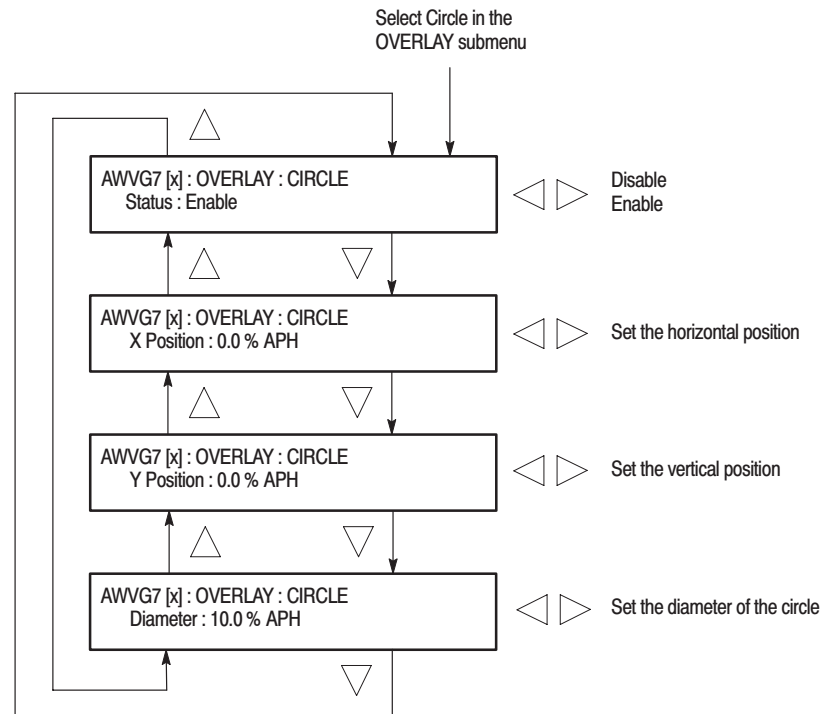 Select Circle in the
OVERLAY submenu
AWVG7 [x] : OVERLAY : CIRCLE
Status : Enable
Disable
Enable
AWVG7 [x] : OVERLAY : CIRCLE
X Position : 0.0 % APH
Set the horizontal position
AWVG7 [x] : OVERLAY : CIRCLE
Y Position : 0.0 % APH
Set the vertical position
AWVG7 [x] : OVERLAY : CIRCLE
Diameter : 10.0 % APH
Set the diameter of the circle